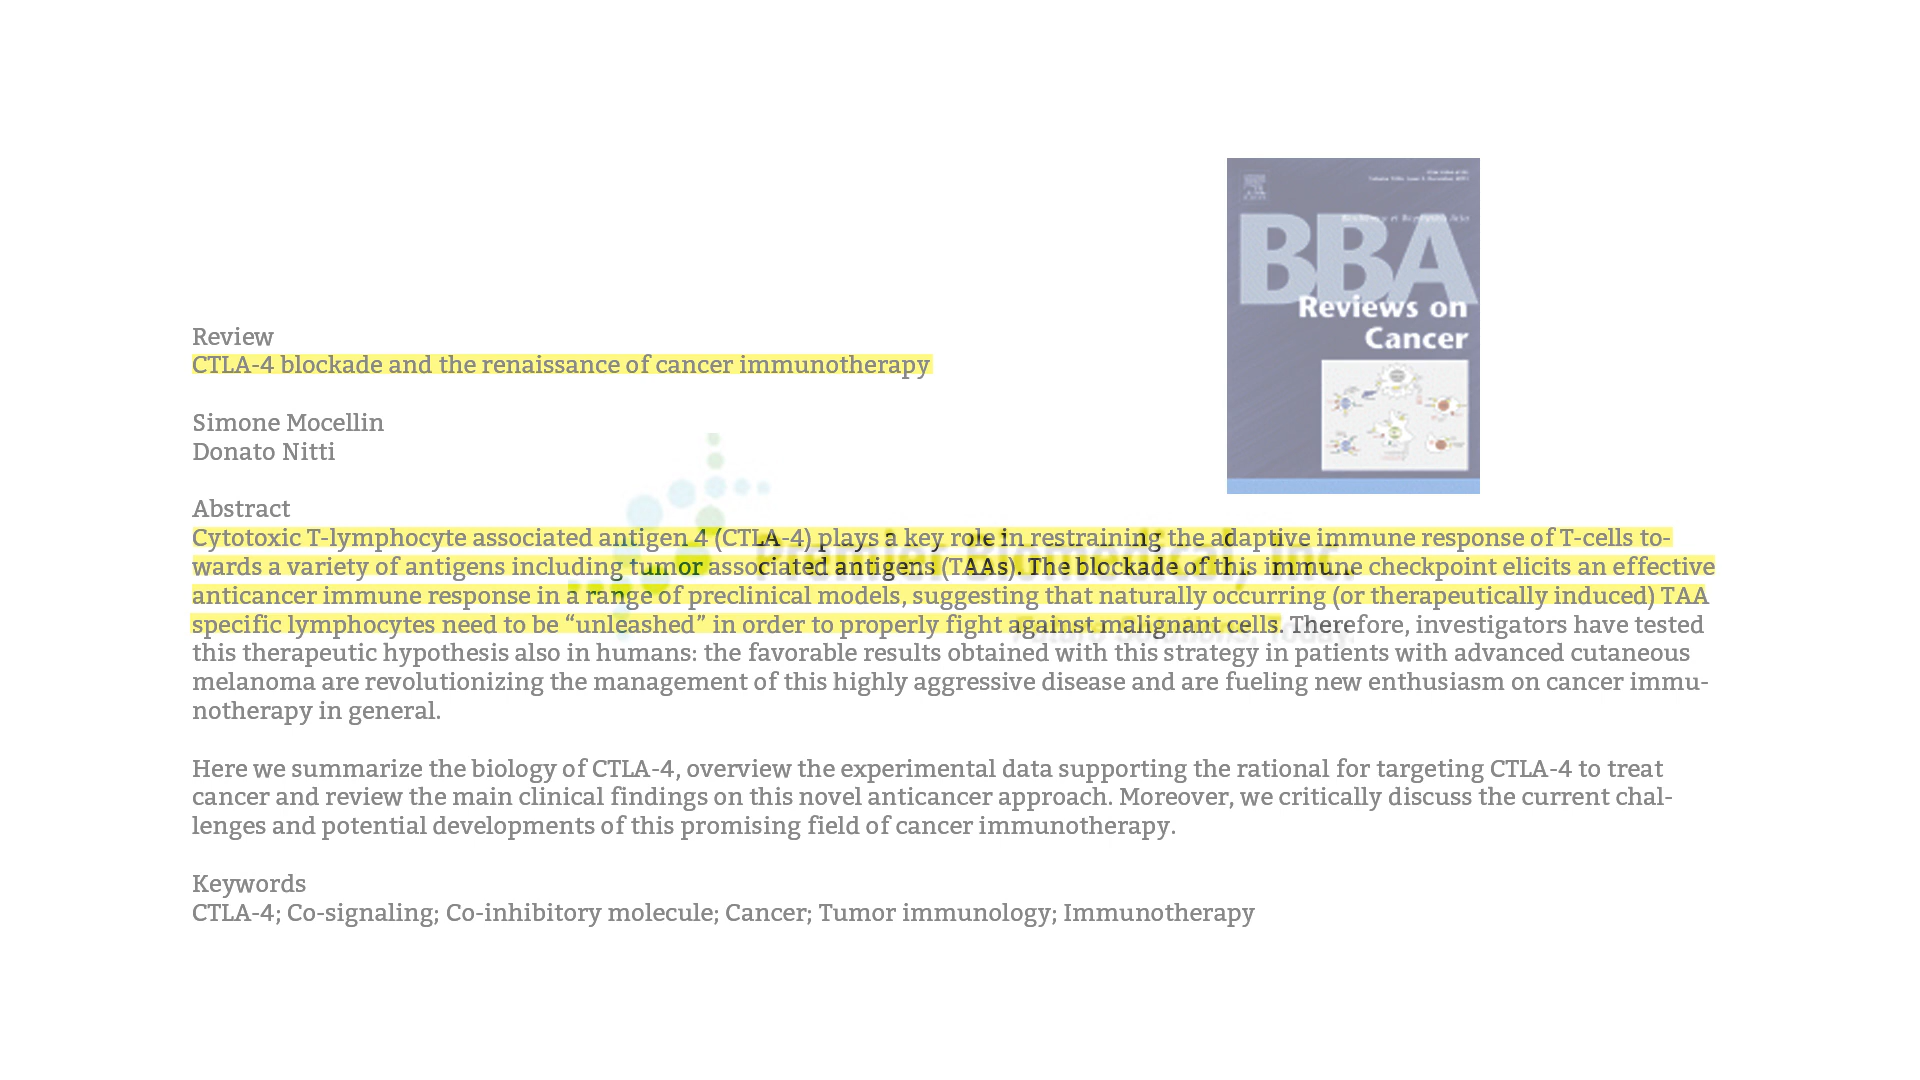 BBA
Reviews on
Cancer
Review
CTLA-4 blockade and the renaissance of cancer immunotherapy
Simone Mocellin
Donato Nitti
Abstract
Cytotoxic T-lymphocyte associated antigen 4 (CTLA-4) plays a key role in restraining the adaptive immune response of T-cells to-
wards a variety of antigens including tumor associated antigens (TAAs). The blockade of this immune checkpoint elicits an effective
anticancer immune response in a range of preclinical models, suggesting that naturally occurring (or therapeutically induced) TAA
specific lymphocytes need to be “unleashed” in order to properly fight against malignant cells. Therefore, investigators have tested
this therapeutic hypothesis also in humans: the favorable results obtained with this strategy in patients with advanced cutaneous
melanoma are revolutionizing the management of this highly aggressive disease and are fueling new enthusiasm on cancer immu-
notherapy in general.
Here we summarize the biology of CTLA-4, overview the experimental data supporting the rational for targeting CTLA-4 to treat
cancer and review the main clinical findings on this novel anticancer approach. Moreover, we critically discuss the current chal-
lenges and potential developments of this promising field of cancer immunotherapy.
Keywords
CTLA-4; Co-signaling; Co-inhibitory molecule; Cancer; Tumor immunology; Immunotherapy
Premier Biomedical, Inc.
Future Solutions, Today.